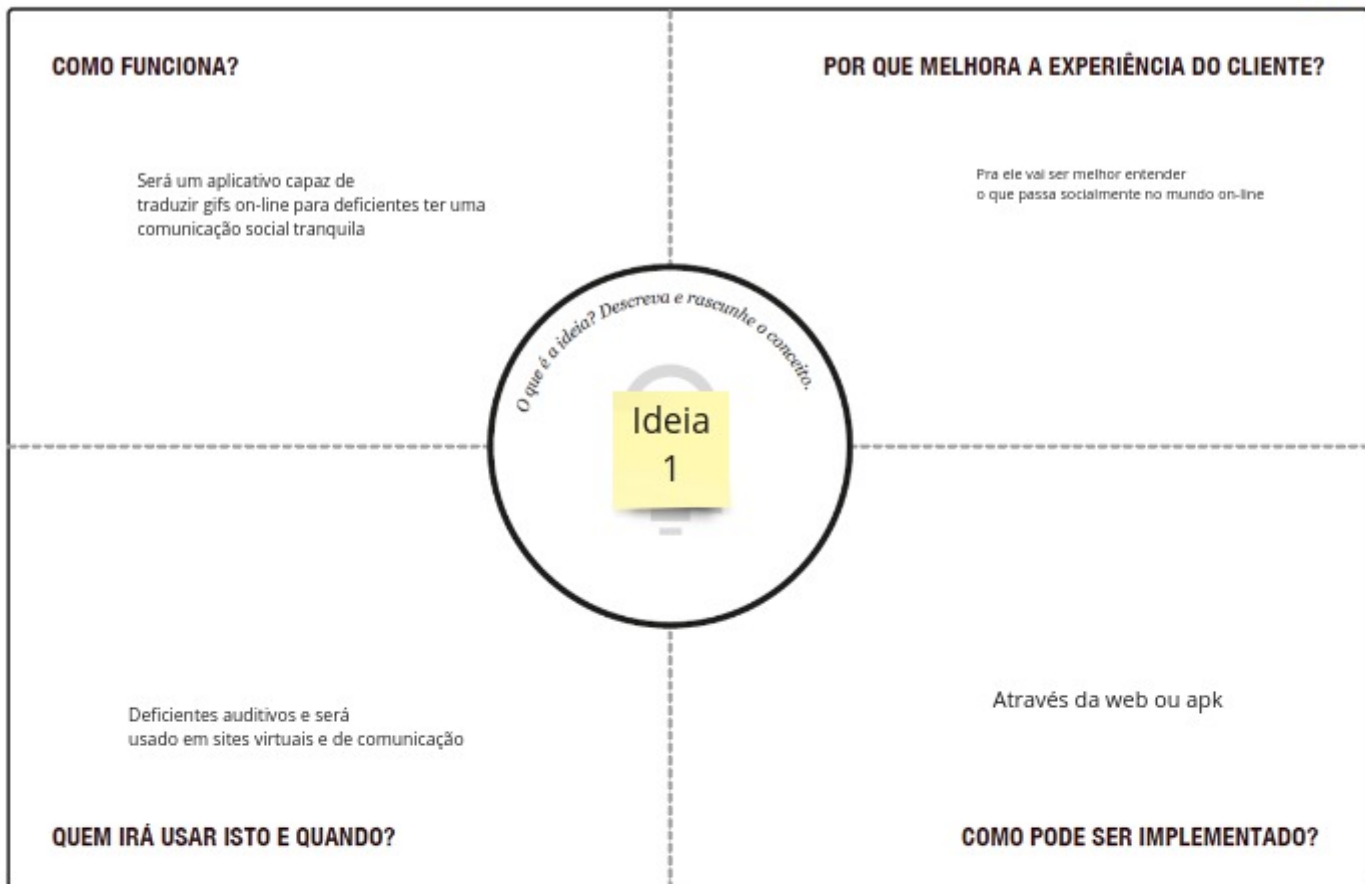 COMO FUNCIONA?
Será um aplicativo capaz de
traduzir gifs on-line para deficientes ter uma
comunicação social tranquila
POR QUE MELHORA A EXPERIÊNCIA DO CLIENTE?
Pra ele vai ser melhor entender
o que passa socialmente no mundo on-line
O que é a ideia? Descreva e rascunhe o conceito.
Ideia
1
Deficientes auditivos e será
usado em sites virtuais e de comunicação
QUEM IRÁ USAR ISTO E QUANDO?
Através da web ou apk
COMO PODE SER IMPLEMENTADO?